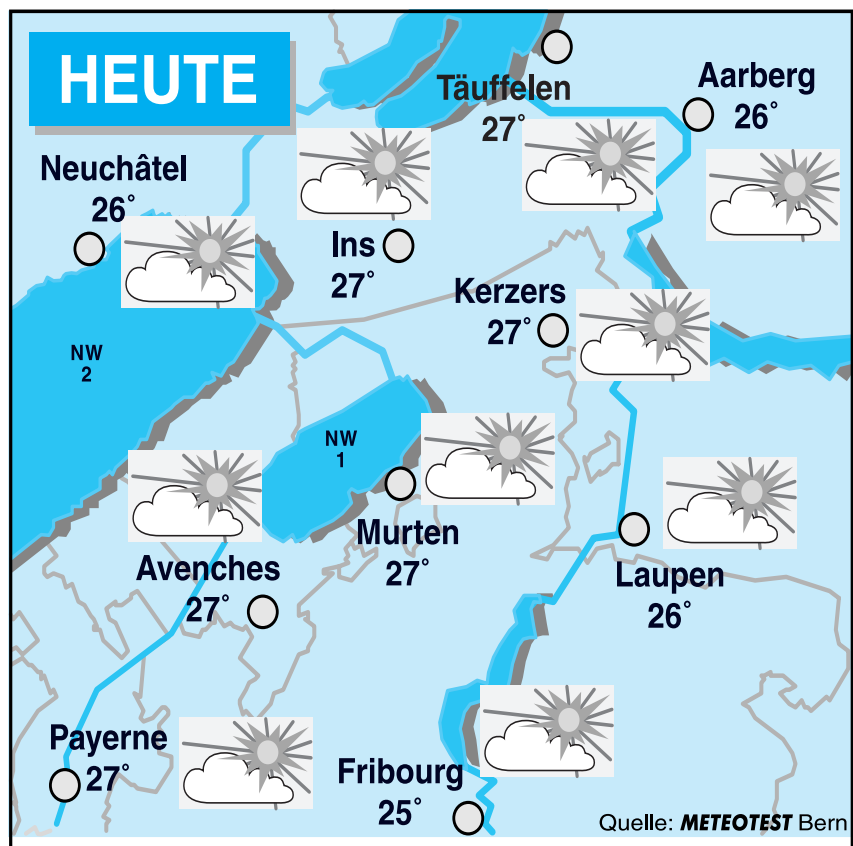 HEUTE
Täuffelen
27°
Aarberg
26°
Neuchâtel
26°
Ins
27°
Kerzers
27°
NW
2
NW
1
Murten
27°
Avenches
27°
Laupen
26°
Payerne
27°
Fribourg
25°
Quelle: METEOTEST Bern